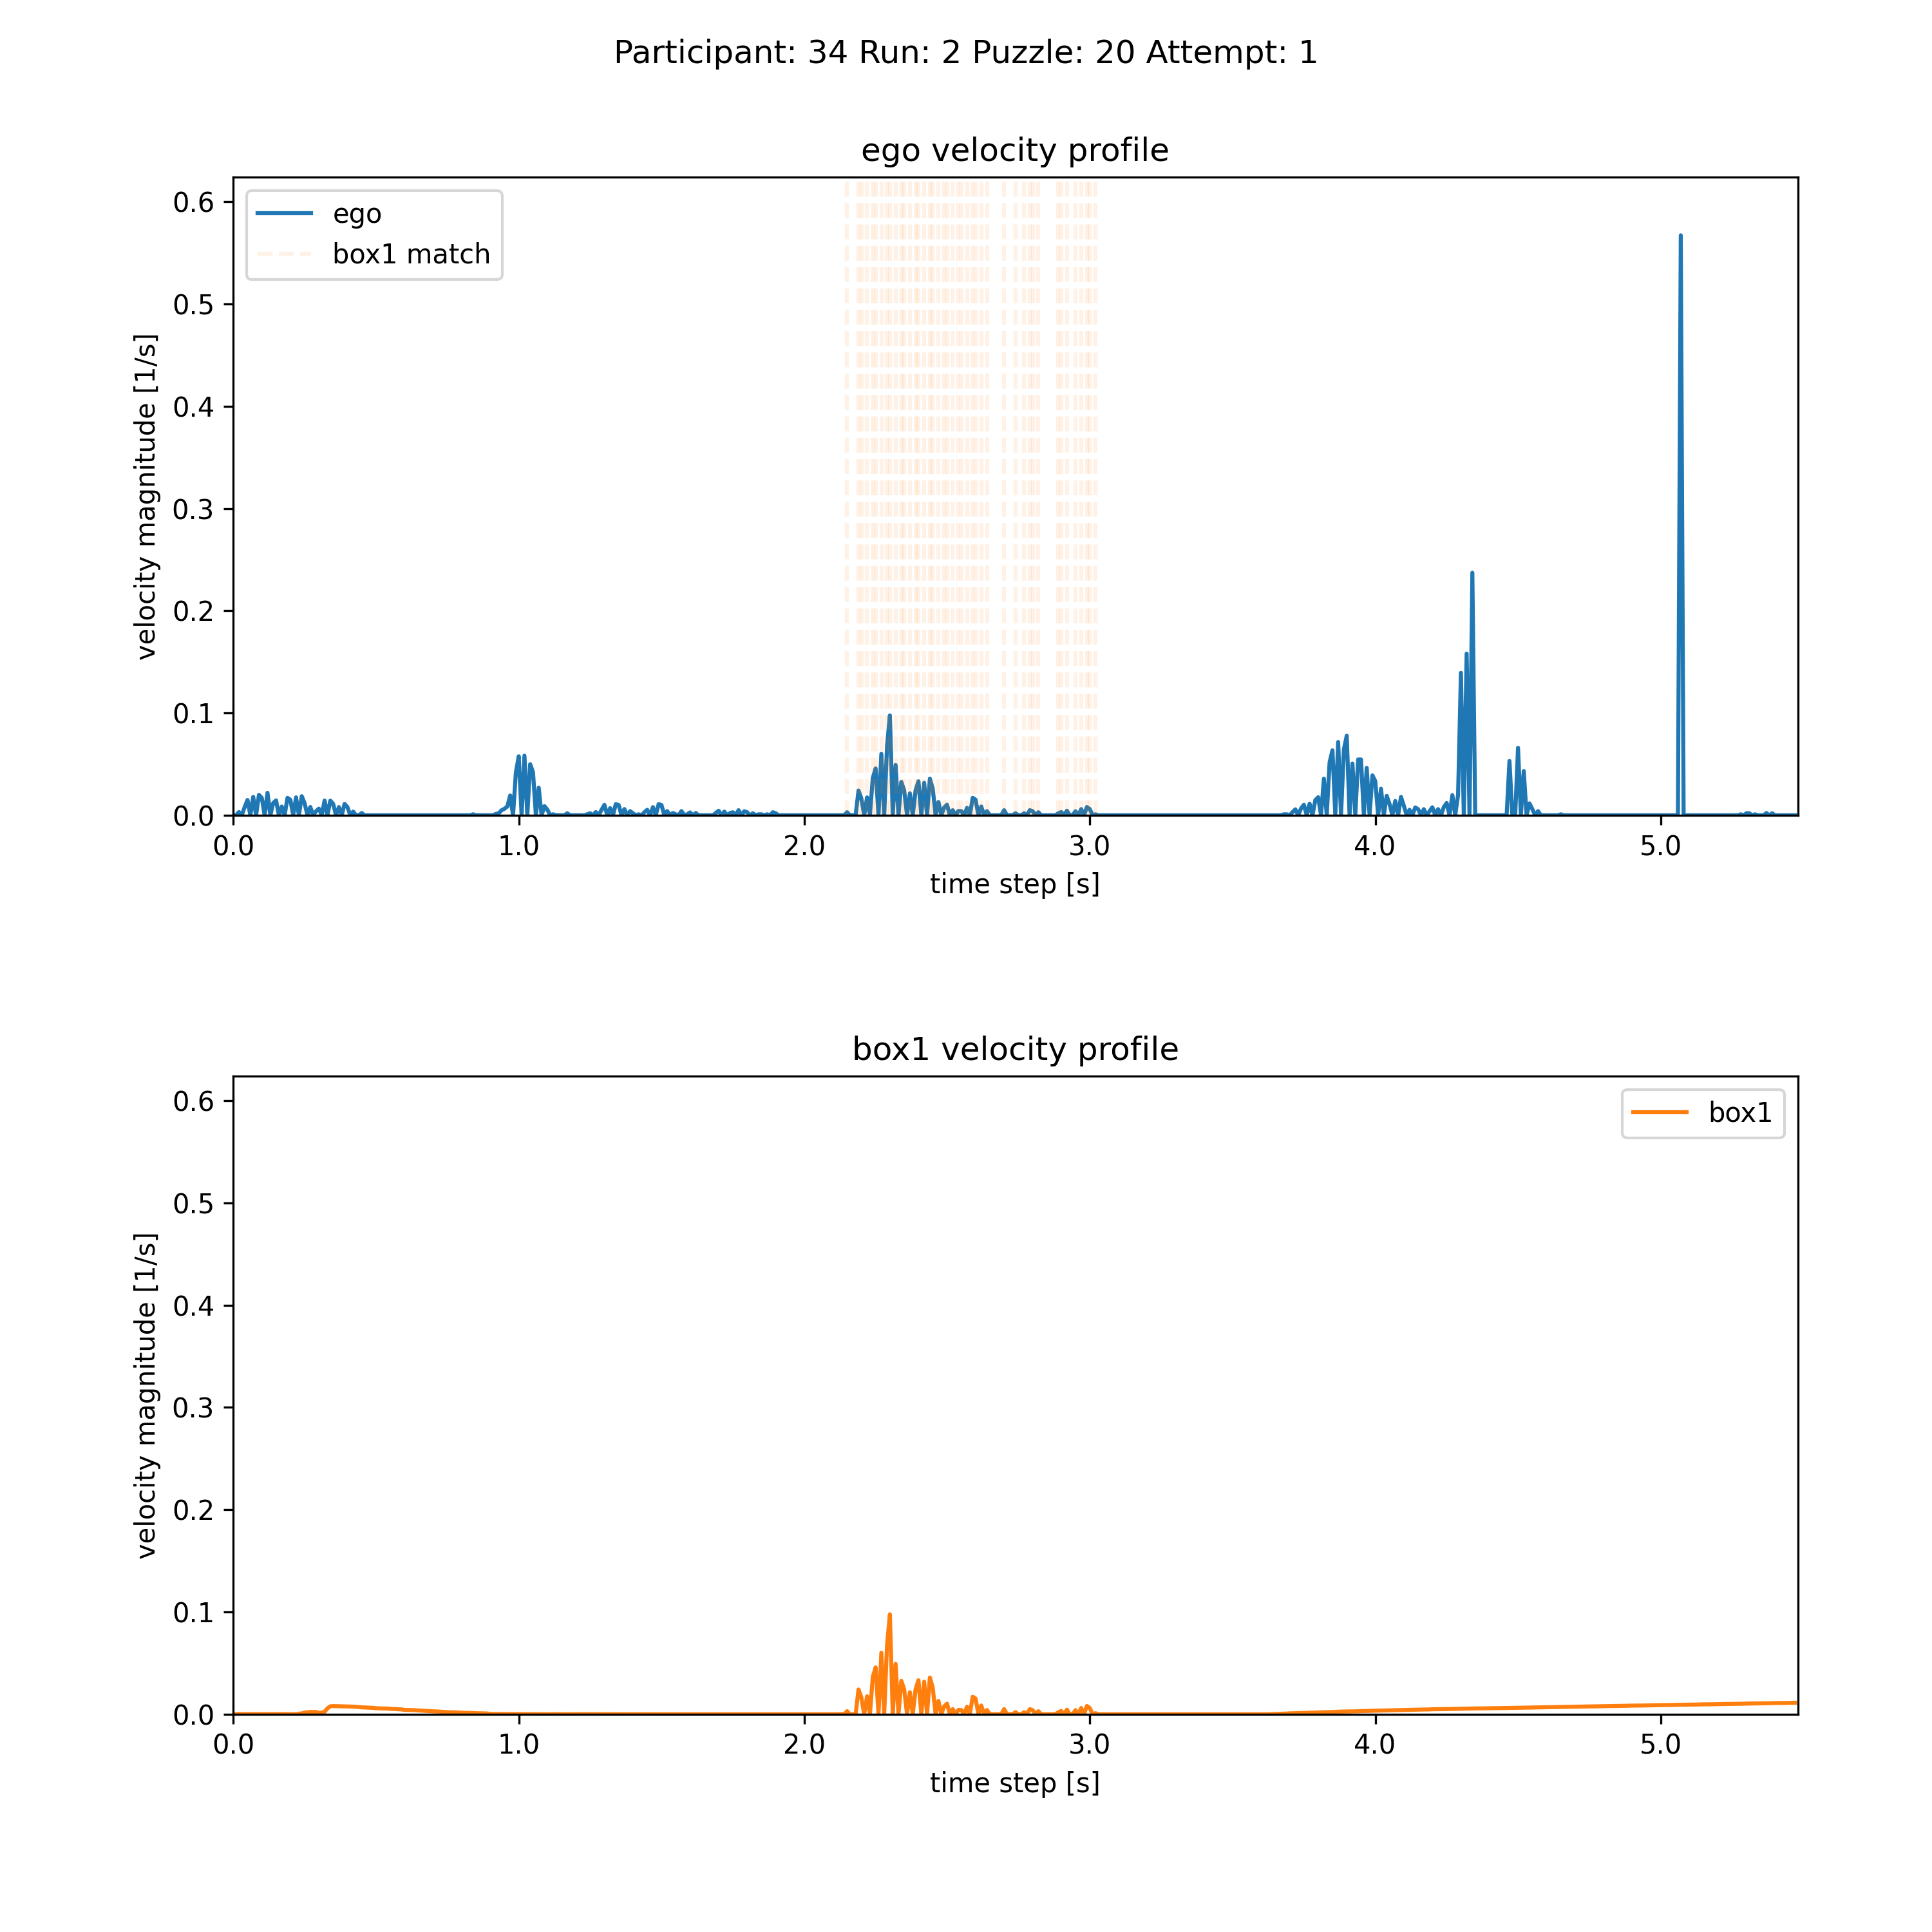 Participant: 34 Run: 2 Puzzle: 20 Attempt: 1
ego velocity profile
ego
box1 match
velocity magnitude [1/s]
0.6
0.5
0.4
0.3
0.2
0.1
0.0
0.0 1.0 2.0 3.0 4.0 5.0
time step [s]
box1 velocity profile
box1
velocity magnitude [1/s]
0.6
0.5
0.4
0.3
0.2
0.1
0.0
0.0 1.0 2.0 3.0 4.0 5.0
time step [s]